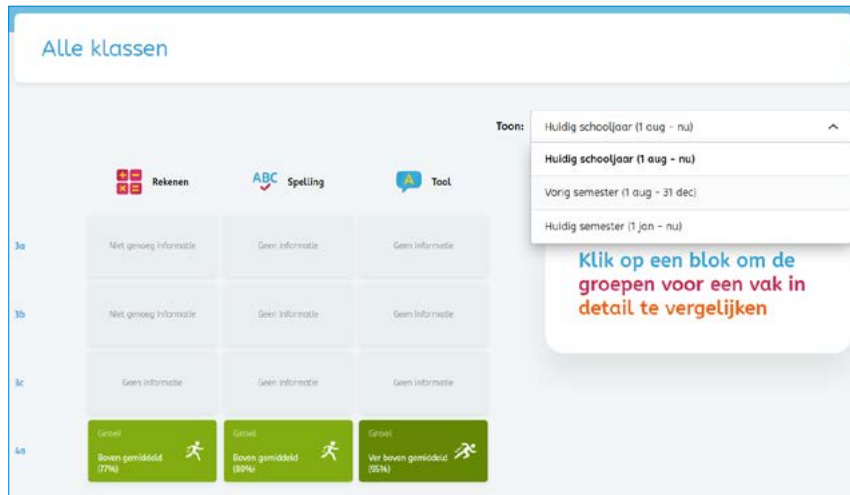 Alle klassen
Toon: Huidig schooljaar (1 aug - nu)
Huidig schooljaar (1 aug - nu)
Vorig semester (1 aug - 31 dec)
Huidig semester (1 jan - nu)
Rekenen ABC Spelling A Taal
Klik op een blok om de
groepen voor een vak in
detail te vergelijken
3a Niet genoeg informatie Geen informatie Geen informatie
3b Niet genoeg informatie Geen informatie Geen informatie
3c Geen informatie Geen informatie Geen informatie
4a
Groei Groei Groei
Boven gemiddeld Boven gemiddeld Ver boven gemiddeld
(77%) (80%) (95%)